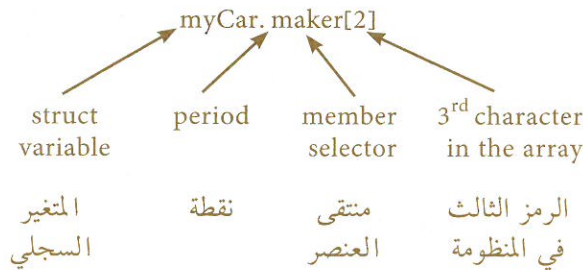 myCar. maker[2]
struct period member 3rd character
variable selector in the array
المتغير نقطة منتقى الرمز الثالث
السجلي العنصر في المنظومة